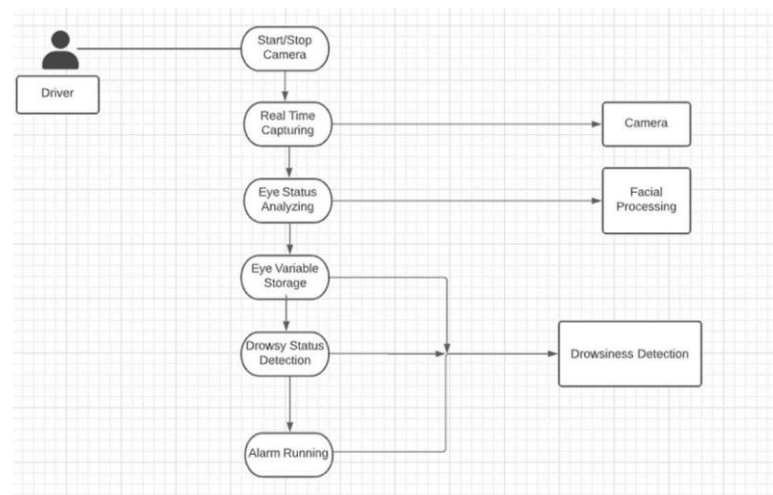 Start/Stop
Camera
Driver
Real Time
Capturing
Camera
Eye Status
Analyzing
Facial
Processing
Eye Variable
Storage
Drowsy Status
Detection
Drowsiness Detection
Alarm Running